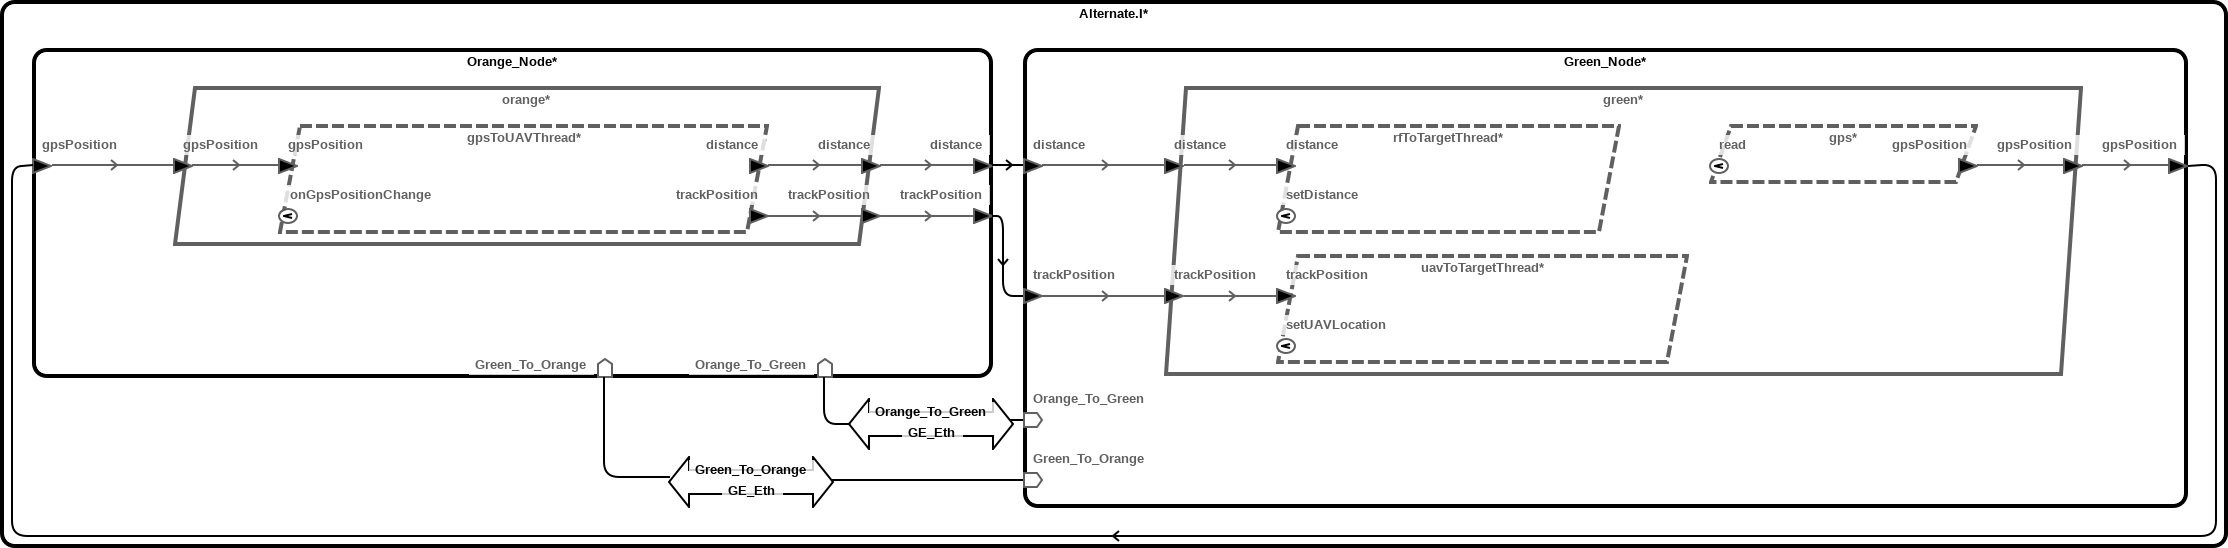 Alternate.I*
Orange_Node*
Green_Node*
orange*
green*
gpsToUAVThread*
rfToTargetThread*
gps*
gpsPosition
gpsPosition
gpsPosition
distance
distance
distance
distance
distance
distance
read
gpsPosition
gpsPosition
gpsPosition
onGpsPositionChange
trackPosition
trackPosition
trackPosition
setDistance
uavToTargetThread*
trackPosition
trackPosition
trackPosition
setUAVLocation
Green_To_Orange
Orange_To_Green
Orange_To_Green
Orange_To_Green
GE_Eth
Green_To_Orange
Green_To_Orange
GE_Eth